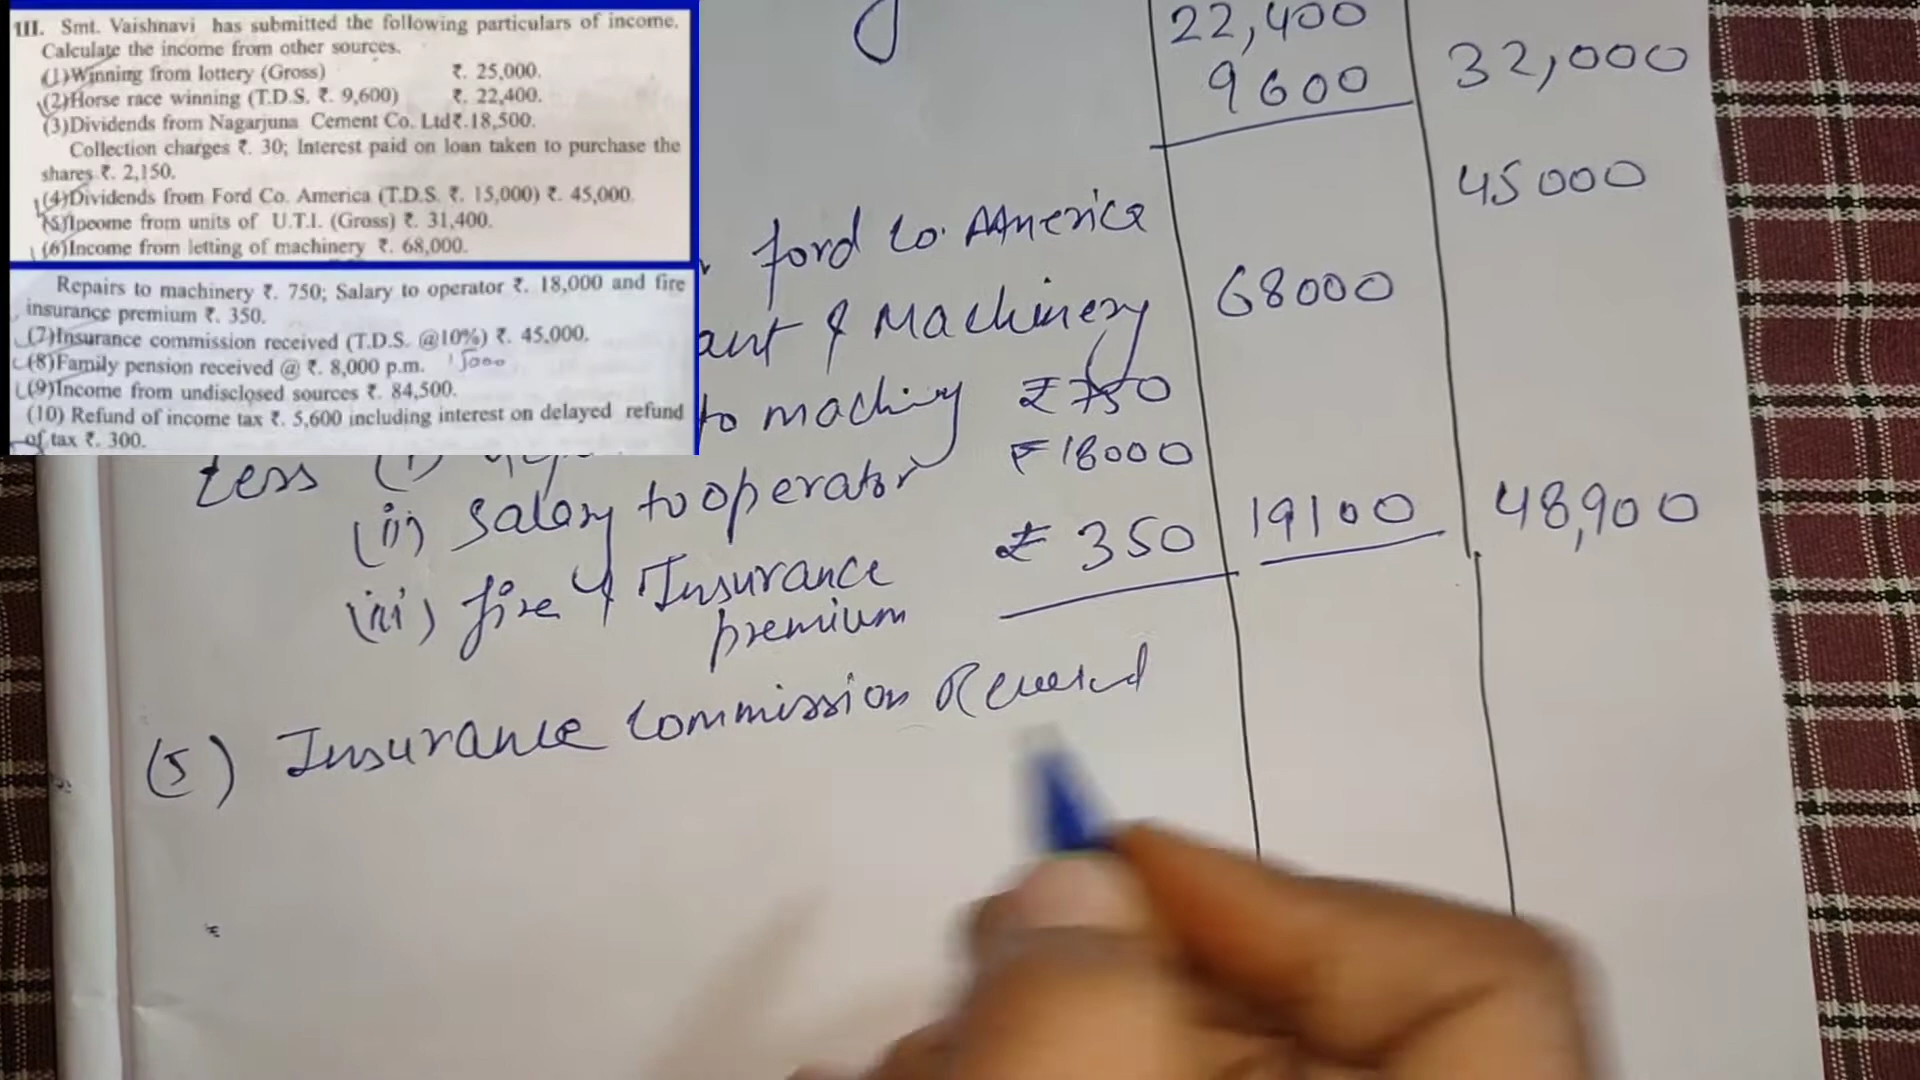 III. Smt. Vaishnavi has submitted the following particulars of income.
Calculate the income from other sources.
(1)Winning from lottery (Gross) ₹. 25,000.
(2)Horse race winning (T.D.S. ₹. 9,600) ₹. 22,400.
(3)Dividends from Nagarjuna Cement Co. Ltd₹.18,500.
Collection charges ₹. 30; Interest paid on loan taken to purchase the
shares ₹. 2,150.
(4)Dividends from Ford Co. America (T.D.S. ₹. 15,000) ₹. 45,000.
(5)Income from units of U.T.I. (Gross) ₹. 31,400.
(6)Income from letting of machinery ₹. 68,000.
Repairs to machinery ₹. 750; Salary to operator ₹. 18,000 and fire
insurance premium ₹. 350.
(7)Insurance commission received (T.D.S. @10%) ₹. 45,000.
(8)Family pension received @ ₹. 8,000 p.m. 15000
(9)Income from undisclosed sources ₹. 84,500.
(10) Refund of income tax ₹. 5,600 including interest on delayed refund
of tax ₹. 300.
22,400
9600 32,000
ford Co. America 45000
& Machinery 68000
to machinery ₹750
Less (i)
(ii) Salary to operator ₹18000
(iii) fire & Insurance ₹ 350 19100 48,900
premium
(5) Insurance Commission